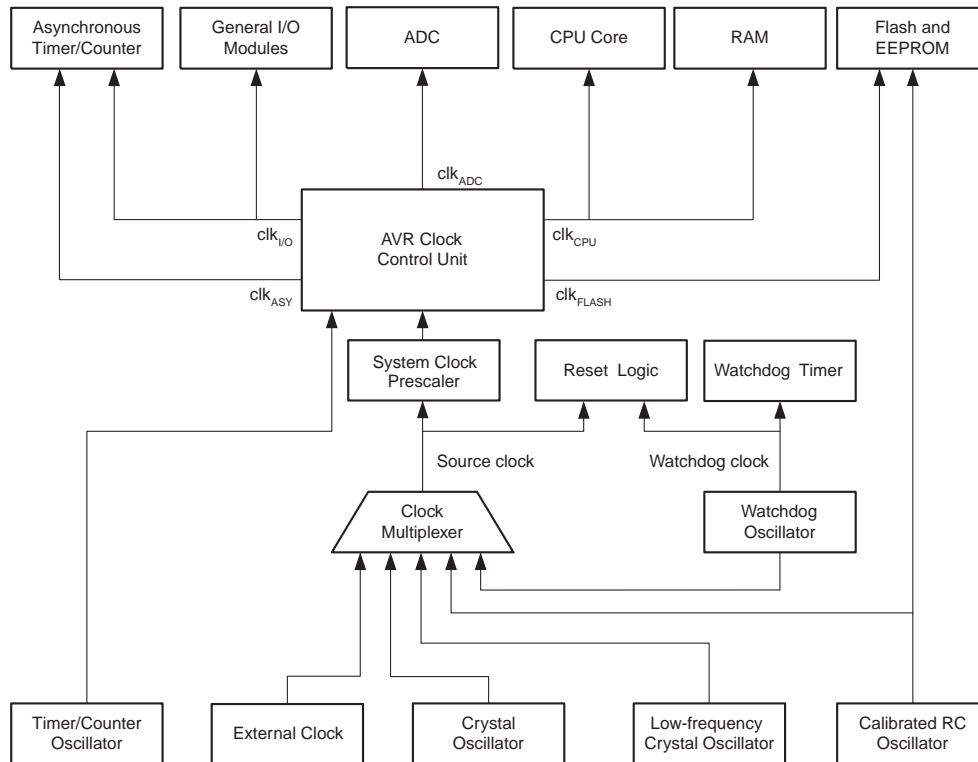 Asynchronous
Timer/Counter
General I/O
Modules
ADC
CPU Core
RAM
Flash and
EEPROM
clkADC
clkI/O
AVR Clock
Control Unit
clkCPU
clkASY
clkFLASH
System Clock
Prescaler
Reset Logic
Watchdog Timer
Source clock
Watchdog clock
Clock
Multiplexer
Watchdog
Oscillator
Timer/Counter
Oscillator
External Clock
Crystal
Oscillator
Low-frequency
Crystal Oscillator
Calibrated RC
Oscillator